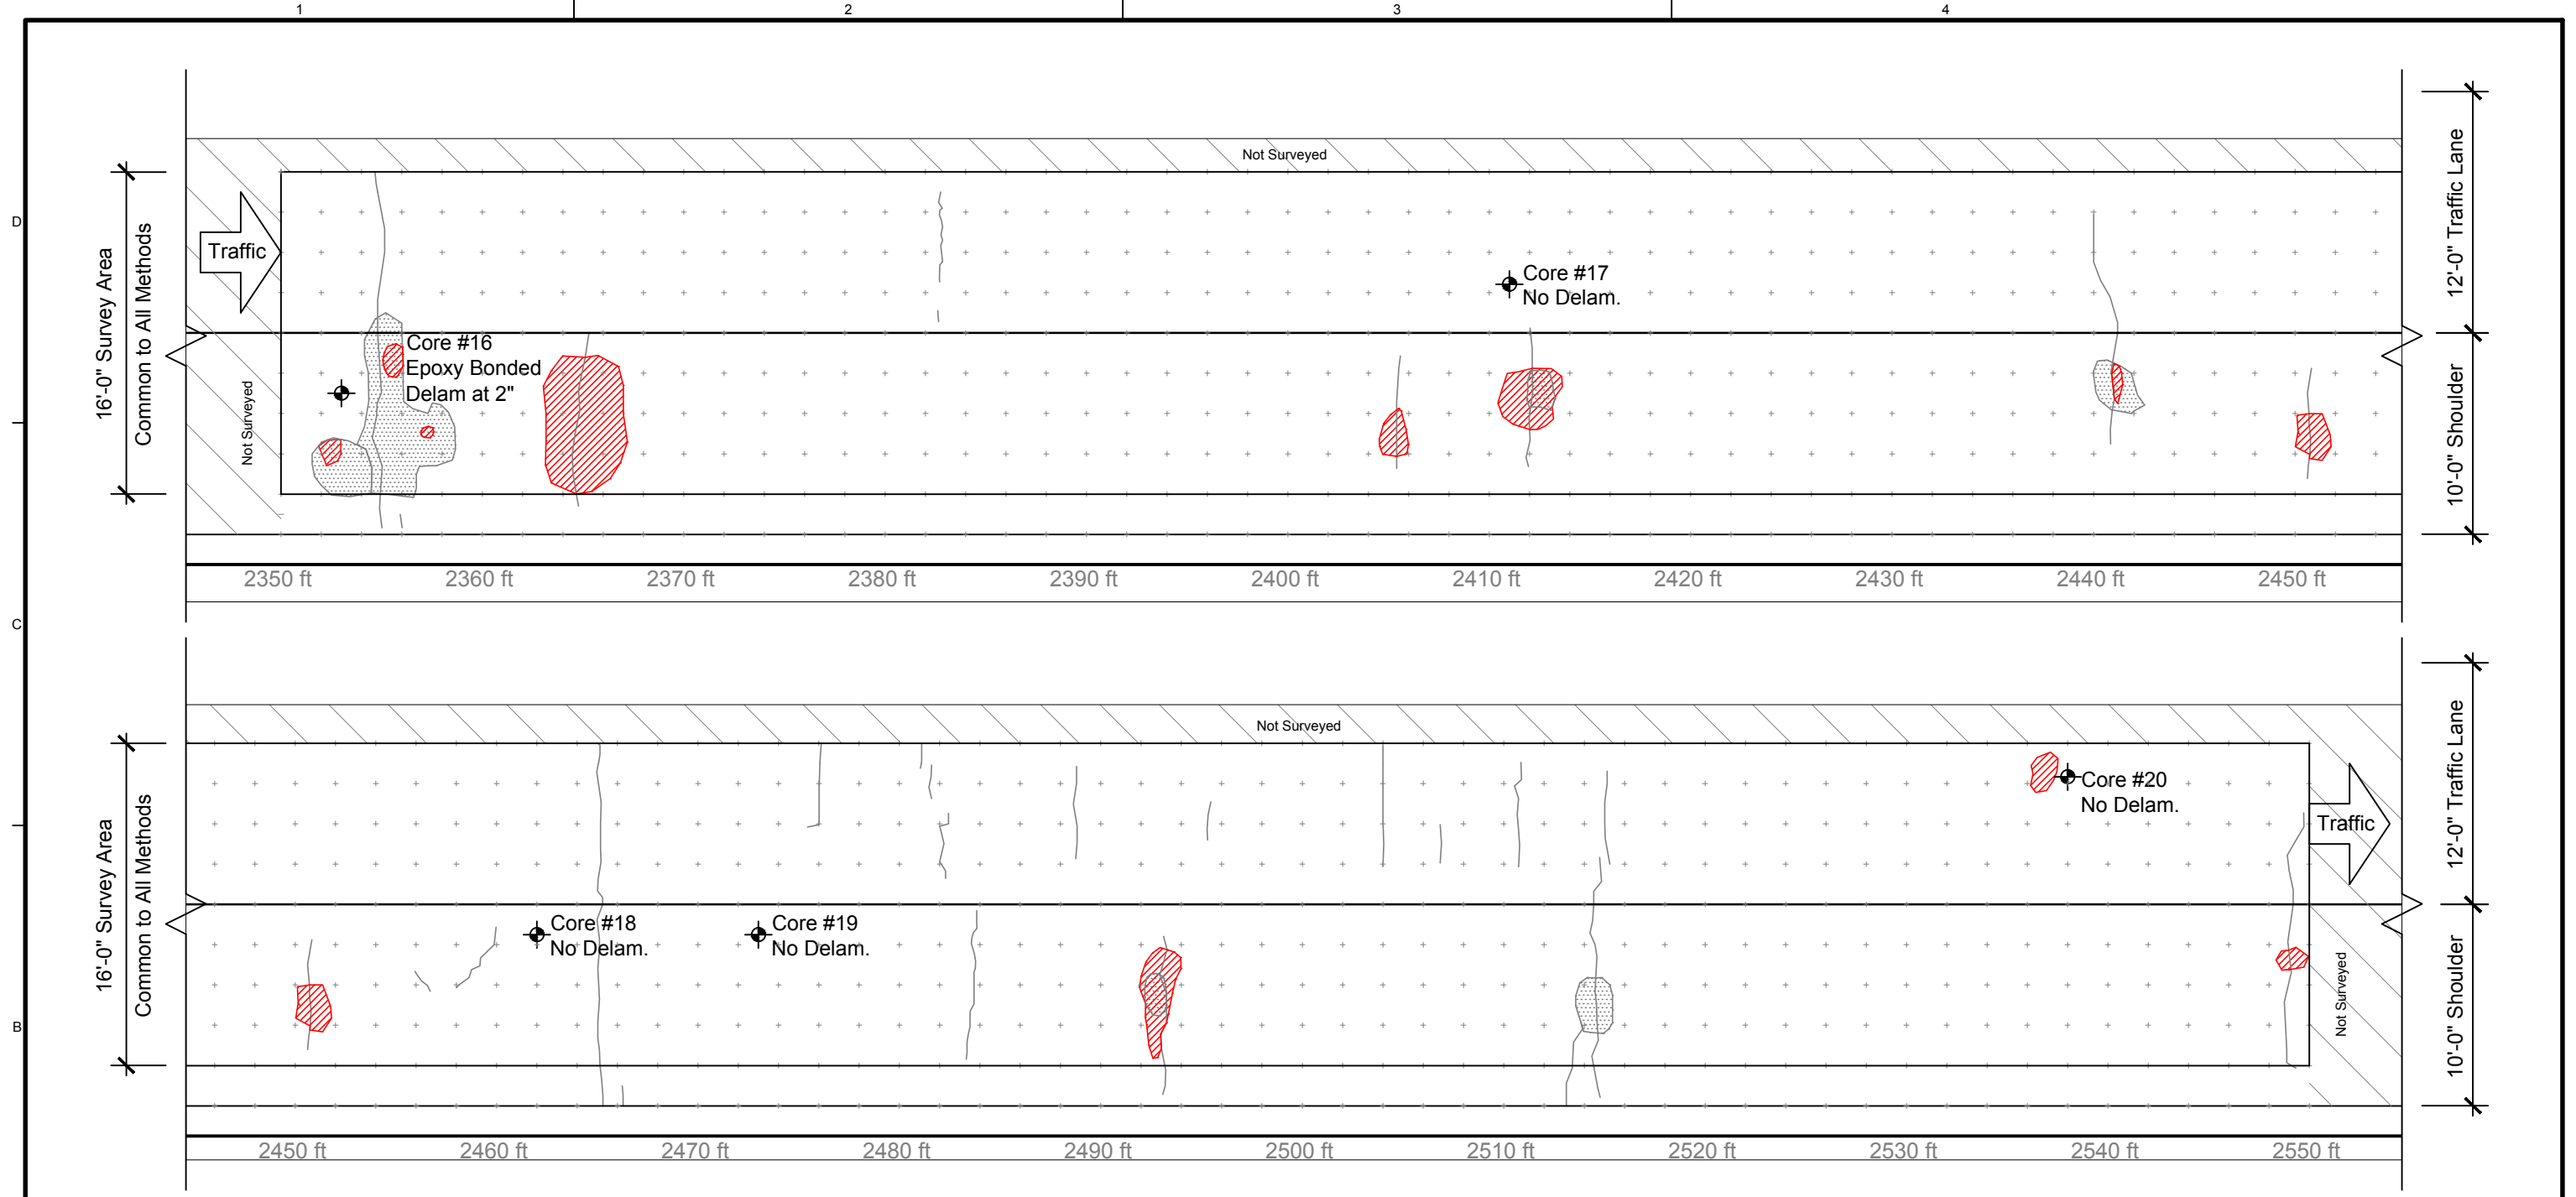 1 2 3 4
D
C
B
Not Surveyed
16'-0" Survey Area
Common to All Methods
Traffic
Not Surveyed
Core #16
Epoxy Bonded
Delam at 2"
Core #17
No Delam.
12'-0" Traffic Lane
10'-0" Shoulder
2350 ft 2360 ft 2370 ft 2380 ft 2390 ft 2400 ft 2410 ft 2420 ft 2430 ft 2440 ft 2450 ft
Not Surveyed
16'-0" Survey Area
Common to All Methods
Core #18
No Delam.
Core #19
No Delam.
Core #20
No Delam.
Traffic
Not Surveyed
12'-0" Traffic Lane
10'-0" Shoulder
2450 ft 2460 ft 2470 ft 2480 ft 2490 ft 2500 ft 2510 ft 2520 ft 2530 ft 2540 ft 2550 ft